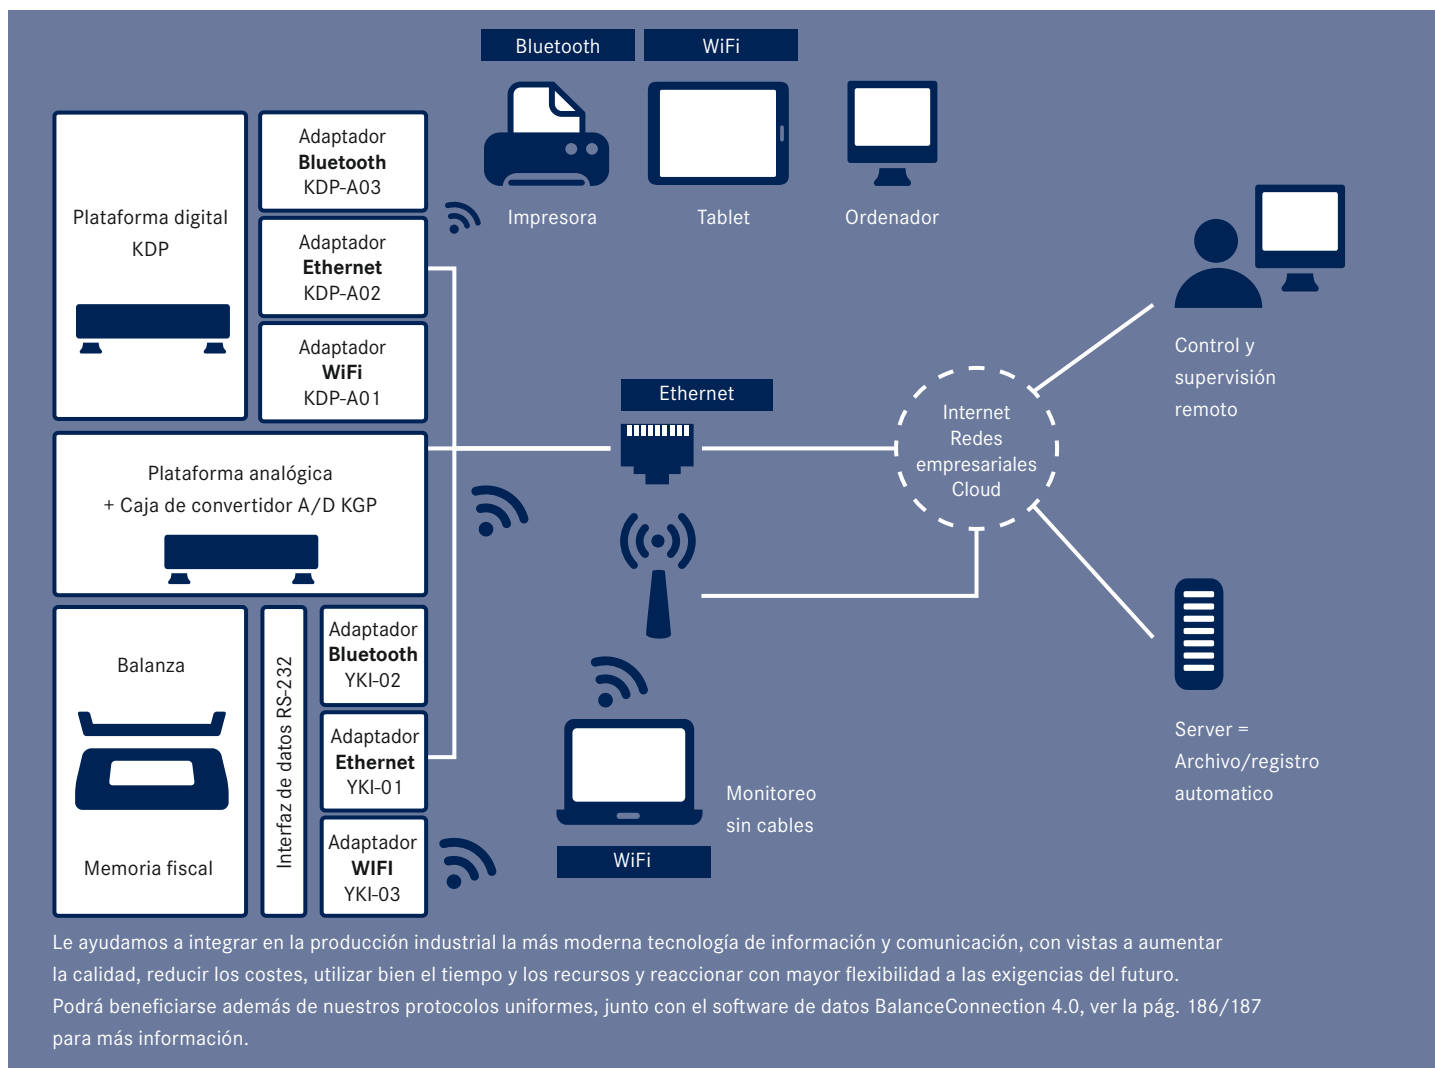 Bluetooth
WiFi
Impresora
Tablet
Ordenador
Plataforma digital
KDP
Adaptador
Bluetooth
KDP-A03
Adaptador
Ethernet
KDP-A02
Adaptador
WiFi
KDP-A01
Plataforma analógica
+ Caja de convertidor A/D KGP
Balanza
Memoria fiscal
Interfaz de datos RS-232
Adaptador
Bluetooth
YKI-02
Adaptador
Ethernet
YKI-01
Adaptador
WIFI
YKI-03
Ethernet
Internet
Redes
empresariales
Cloud
Control y
supervisión
remoto
Server =
Archivo/registro
automatico
Monitoreo
sin cables
WiFi
Le ayudamos a integrar en la producción industrial la más moderna tecnología de información y comunicación, con vistas a aumentar
la calidad, reducir los costes, utilizar bien el tiempo y los recursos y reaccionar con mayor flexibilidad a las exigencias del futuro.
Podrá beneficiarse además de nuestros protocolos uniformes, junto con el software de datos BalanceConnection 4.0, ver la pág. 186/187
para más información.